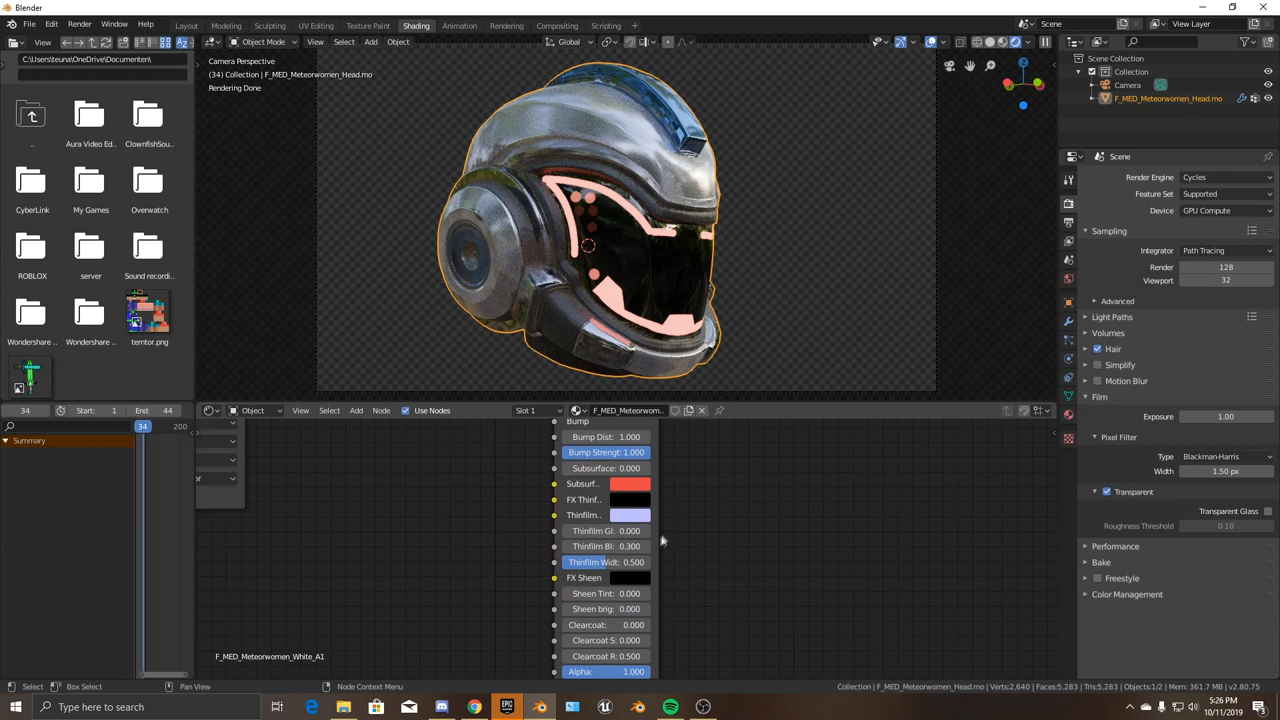 Blender
File Edit Render Window Help Layout Modeling Sculpting UV Editing Texture Paint Shading Animation Rendering Compositing Scripting + Scene View Layer
View Object Mode View Select Add Object Global
C:\Users\teuna\OneDrive\Documenten\
Camera Perspective
(34) Collection | F_MED_Meteorwomen_Head.mo
Rendering Done
.. Aura Video Ed.. ClownfishSou..
CyberLink My Games Overwatch
ROBLOX server Sound recordi..
Wondershare .. Wondershare .. temtor.png
Z
Scene Collection
Collection
Camera
F_MED_Meteorwomen_Head.mo
Scene
Render Engine Cycles
Feature Set Supported
Device GPU Compute
Sampling
Integrator Path Tracing
Render 128
Viewport 32
Advanced
Light Paths
Volumes
Hair
Simplify
Motion Blur
Film
Exposure 1.00
Pixel Filter
Type Blackman-Harris
Width 1.50 px
Transparent
Transparent Glass
Roughness Threshold 0.10
Performance
Bake
Freestyle
Color Management
34 Start: 1 End: 44
34 200
Summary
Object View Select Add Node Use Nodes Slot 1 F_MED_Meteorwom..
or
Bump
Bump Dist: 1.000
Bump Strengt: 1.000
Subsurface: 0.000
Subsurf..
FX Thinf..
Thinfilm..
Thinfilm Gl: 0.000
Thinfilm Bl: 0.300
Thinfilm Widt: 0.500
FX Sheen
Sheen Tint: 0.000
Sheen brig: 0.000
Clearcoat: 0.000
Clearcoat S: 0.000
Clearcoat R: 0.500
Alpha: 1.000
F_MED_Meteorwomen_White_A1
Select Box Select Pan View Node Context Menu Collection | F_MED_Meteorwomen_Head.mo | Verts:2,640 | Faces:5,283 | Tris:5,283 | Objects:1/2 | Mem: 361.7 MB | v2.80.75
Type here to search
EPIC GAMES
5:26 PM
10/11/2019